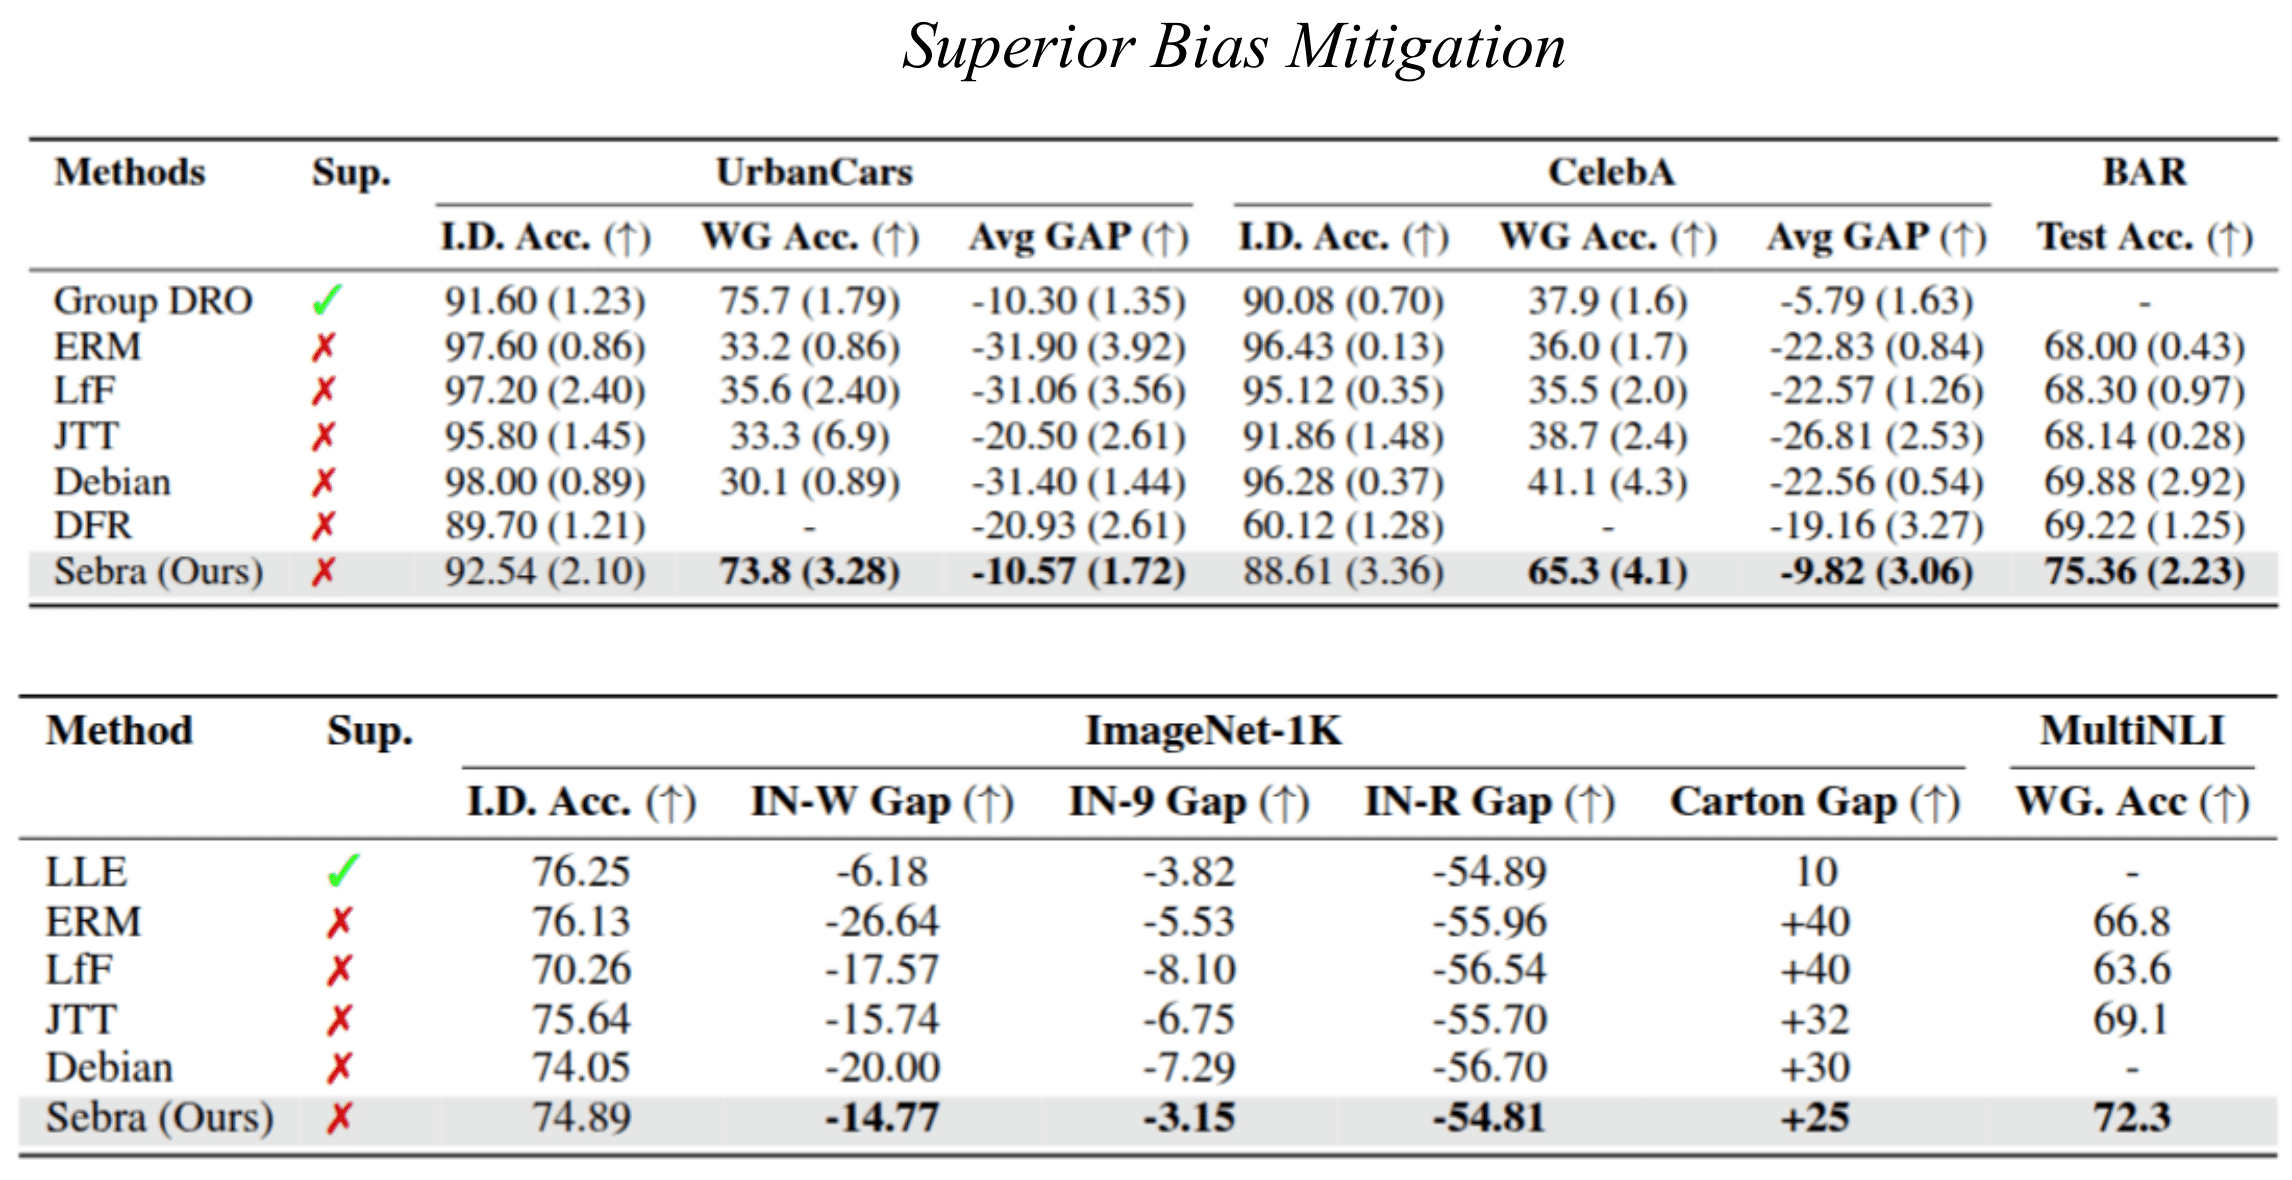 Superior Bias Mitigation
Methods Sup. UrbanCars CelebA BAR
I.D. Acc. (↑) WG Acc. (↑) Avg GAP (↑) I.D. Acc. (↑) WG Acc. (↑) Avg GAP (↑) Test Acc. (↑)
Group DRO ✓ 91.60 (1.23) 75.7 (1.79) -10.30 (1.35) 90.08 (0.70) 37.9 (1.6) -5.79 (1.63) -
ERM ✗ 97.60 (0.86) 33.2 (0.86) -31.90 (3.92) 96.43 (0.13) 36.0 (1.7) -22.83 (0.84) 68.00 (0.43)
LfF ✗ 97.20 (2.40) 35.6 (2.40) -31.06 (3.56) 95.12 (0.35) 35.5 (2.0) -22.57 (1.26) 68.30 (0.97)
JTT ✗ 95.80 (1.45) 33.3 (6.9) -20.50 (2.61) 91.86 (1.48) 38.7 (2.4) -26.81 (2.53) 68.14 (0.28)
Debian ✗ 98.00 (0.89) 30.1 (0.89) -31.40 (1.44) 96.28 (0.37) 41.1 (4.3) -22.56 (0.54) 69.88 (2.92)
DFR ✗ 89.70 (1.21) - -20.93 (2.61) 60.12 (1.28) - -19.16 (3.27) 69.22 (1.25)
Sebra (Ours) ✗ 92.54 (2.10) 73.8 (3.28) -10.57 (1.72) 88.61 (3.36) 65.3 (4.1) -9.82 (3.06) 75.36 (2.23)
Method Sup. ImageNet-1K MultiNLI
I.D. Acc. (↑) IN-W Gap (↑) IN-9 Gap (↑) IN-R Gap (↑) Carton Gap (↑) WG. Acc (↑)
LLE ✓ 76.25 -6.18 -3.82 -54.89 10 -
ERM ✗ 76.13 -26.64 -5.53 -55.96 +40 66.8
LfF ✗ 70.26 -17.57 -8.10 -56.54 +40 63.6
JTT ✗ 75.64 -15.74 -6.75 -55.70 +32 69.1
Debian ✗ 74.05 -20.00 -7.29 -56.70 +30 -
Sebra (Ours) ✗ 74.89 -14.77 -3.15 -54.81 +25 72.3